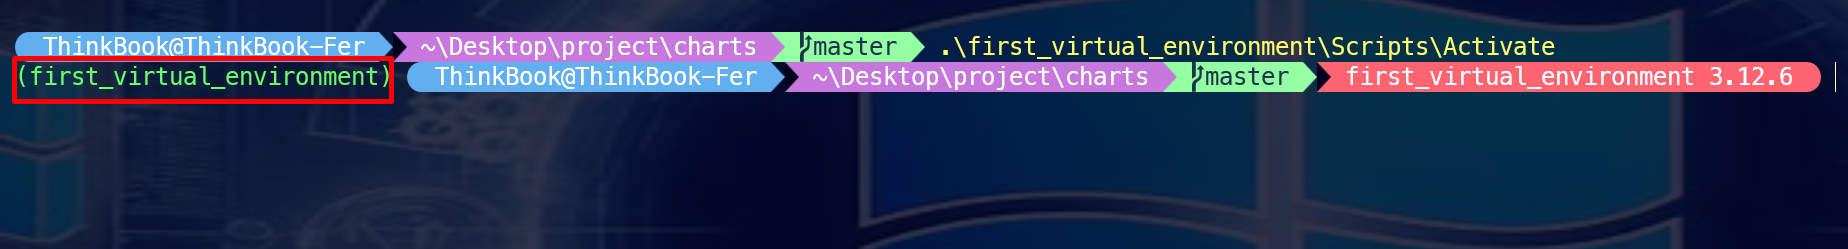 ThinkBook@ThinkBook-Fer ~\Desktop\project\charts master .\first_virtual_environment\Scripts\Activate
(first_virtual_environment) ThinkBook@ThinkBook-Fer ~\Desktop\project\charts master first_virtual_environment 3.12.6